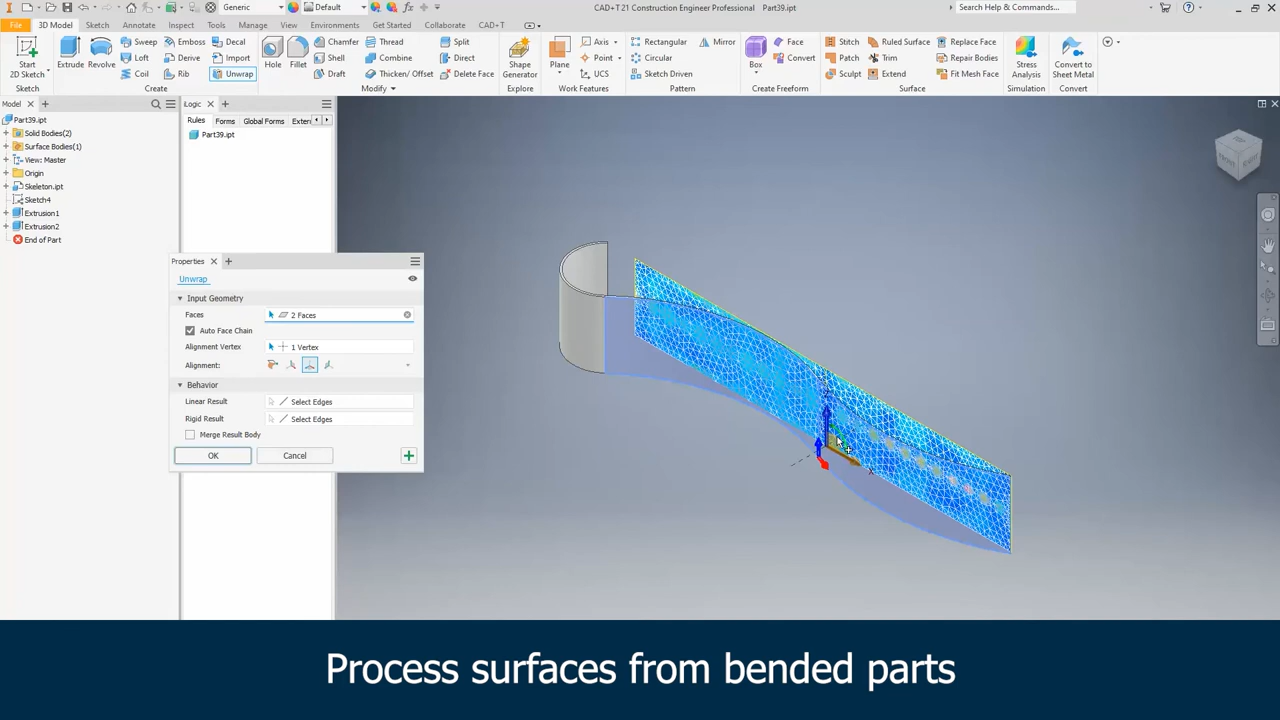 Generic
Default
CAD+T 21 Construction Engineer Professional Part39.ipt
Search Help & Commands...
File 3D Model Sketch Annotate Inspect Tools Manage View Environments Get Started Collaborate CAD+T
Start
2D Sketch
Sketch
Extrude Revolve
Sweep Emboss Decal
Loft Derive Import
Coil Rib Unwrap
Create
Hole Fillet
Chamfer Thread Split
Shell Combine Direct
Draft Thicken/ Offset Delete Face
Modify
Shape
Generator
Explore
Plane
Axis
Point
UCS
Work Features
Rectangular Mirror
Circular
Sketch Driven
Pattern
Box
Face
Convert
Create Freeform
Stitch Ruled Surface Replace Face
Patch Trim Repair Bodies
Sculpt Extend Fit Mesh Face
Surface
Stress
Analysis
Simulation
Convert to
Sheet Metal
Convert
Model
Part39.ipt
Solid Bodies(2)
Surface Bodies(1)
View: Master
Origin
Skeleton.ipt
Sketch4
Extrusion1
Extrusion2
End of Part
Logic
Rules Forms Global Forms
Part39.ipt
Properties
Unwrap
Input Geometry
Faces 2 Faces
Auto Face Chain
Alignment Vertex 1 Vertex
Alignment:
Behavior
Linear Result Select Edges
Rigid Result Select Edges
Merge Result Body
OK Cancel
Process surfaces from bended parts